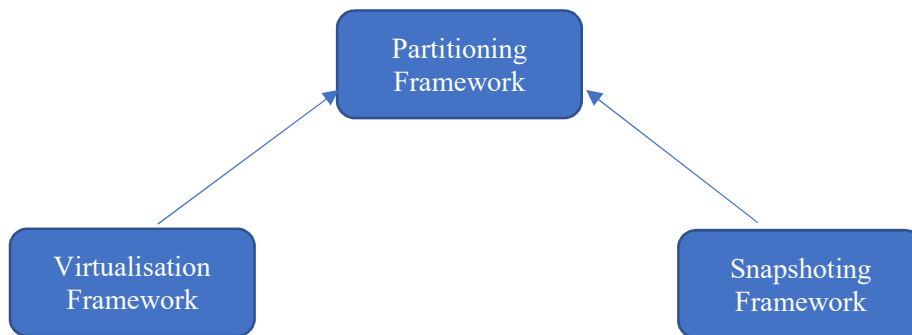 Partitioning
Framework
Virtualisation
Framework
Snapshoting
Framework